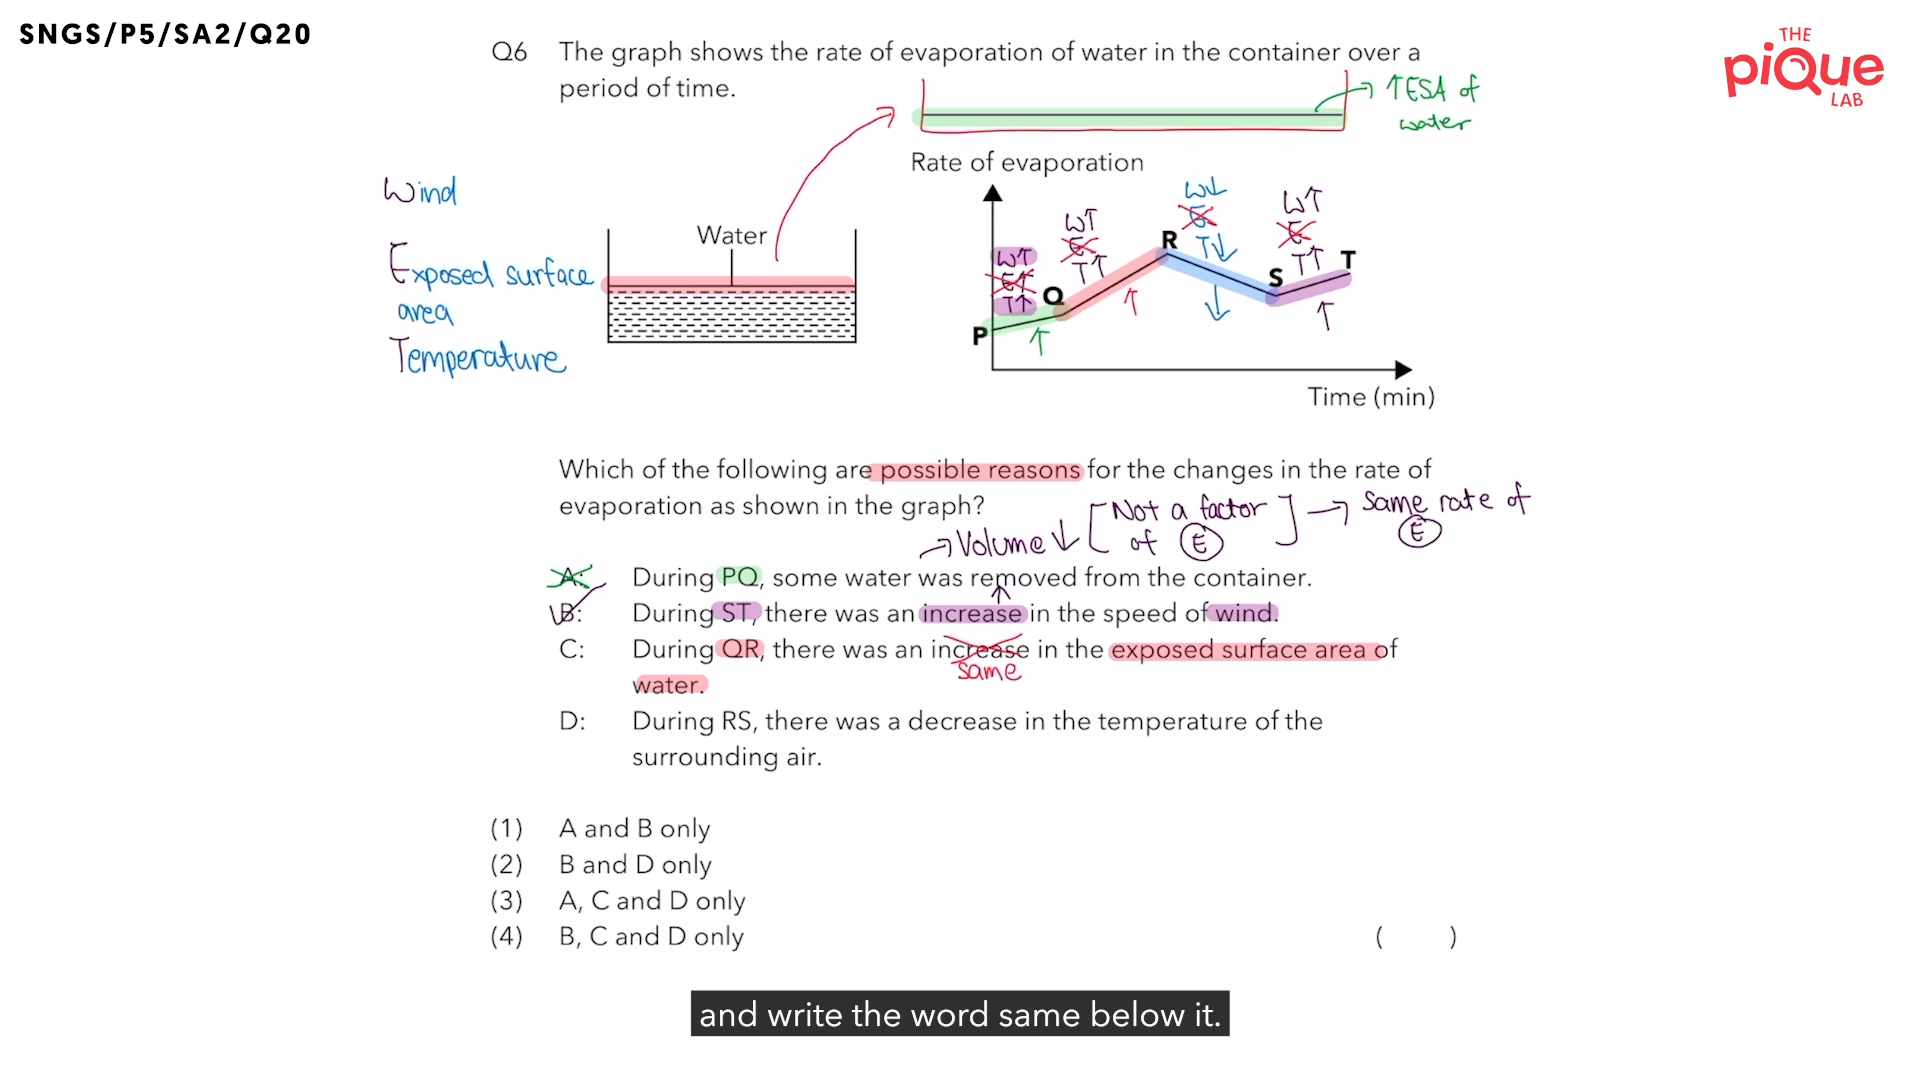 SNGS/P5/SA2/Q20
THE
piQue
LAB
Q6 The graph shows the rate of evaporation of water in the container over a
period of time.
↑ESA of
water
Rate of evaporation
Wind
Exposed surface
area
Temperature
Water
W↑
E↑
T↑
W↑
E
T↑
W↓
E
T↓
W↑
E
T↑
P
Q
R
S
T
↑
↑
↓
↑
Time (min)
Which of the following are possible reasons for the changes in the rate of
evaporation as shown in the graph?
→ Volume↓ [Not a factor of E] → Same rate of E
A: During PQ, some water was removed from the container.
B: During ST, there was an increase in the speed of wind.
C: During QR, there was an increase in the exposed surface area of
same
water.
D: During RS, there was a decrease in the temperature of the
surrounding air.
(1) A and B only
(2) B and D only
(3) A, C and D only
(4) B, C and D only ( )
and write the word same below it.